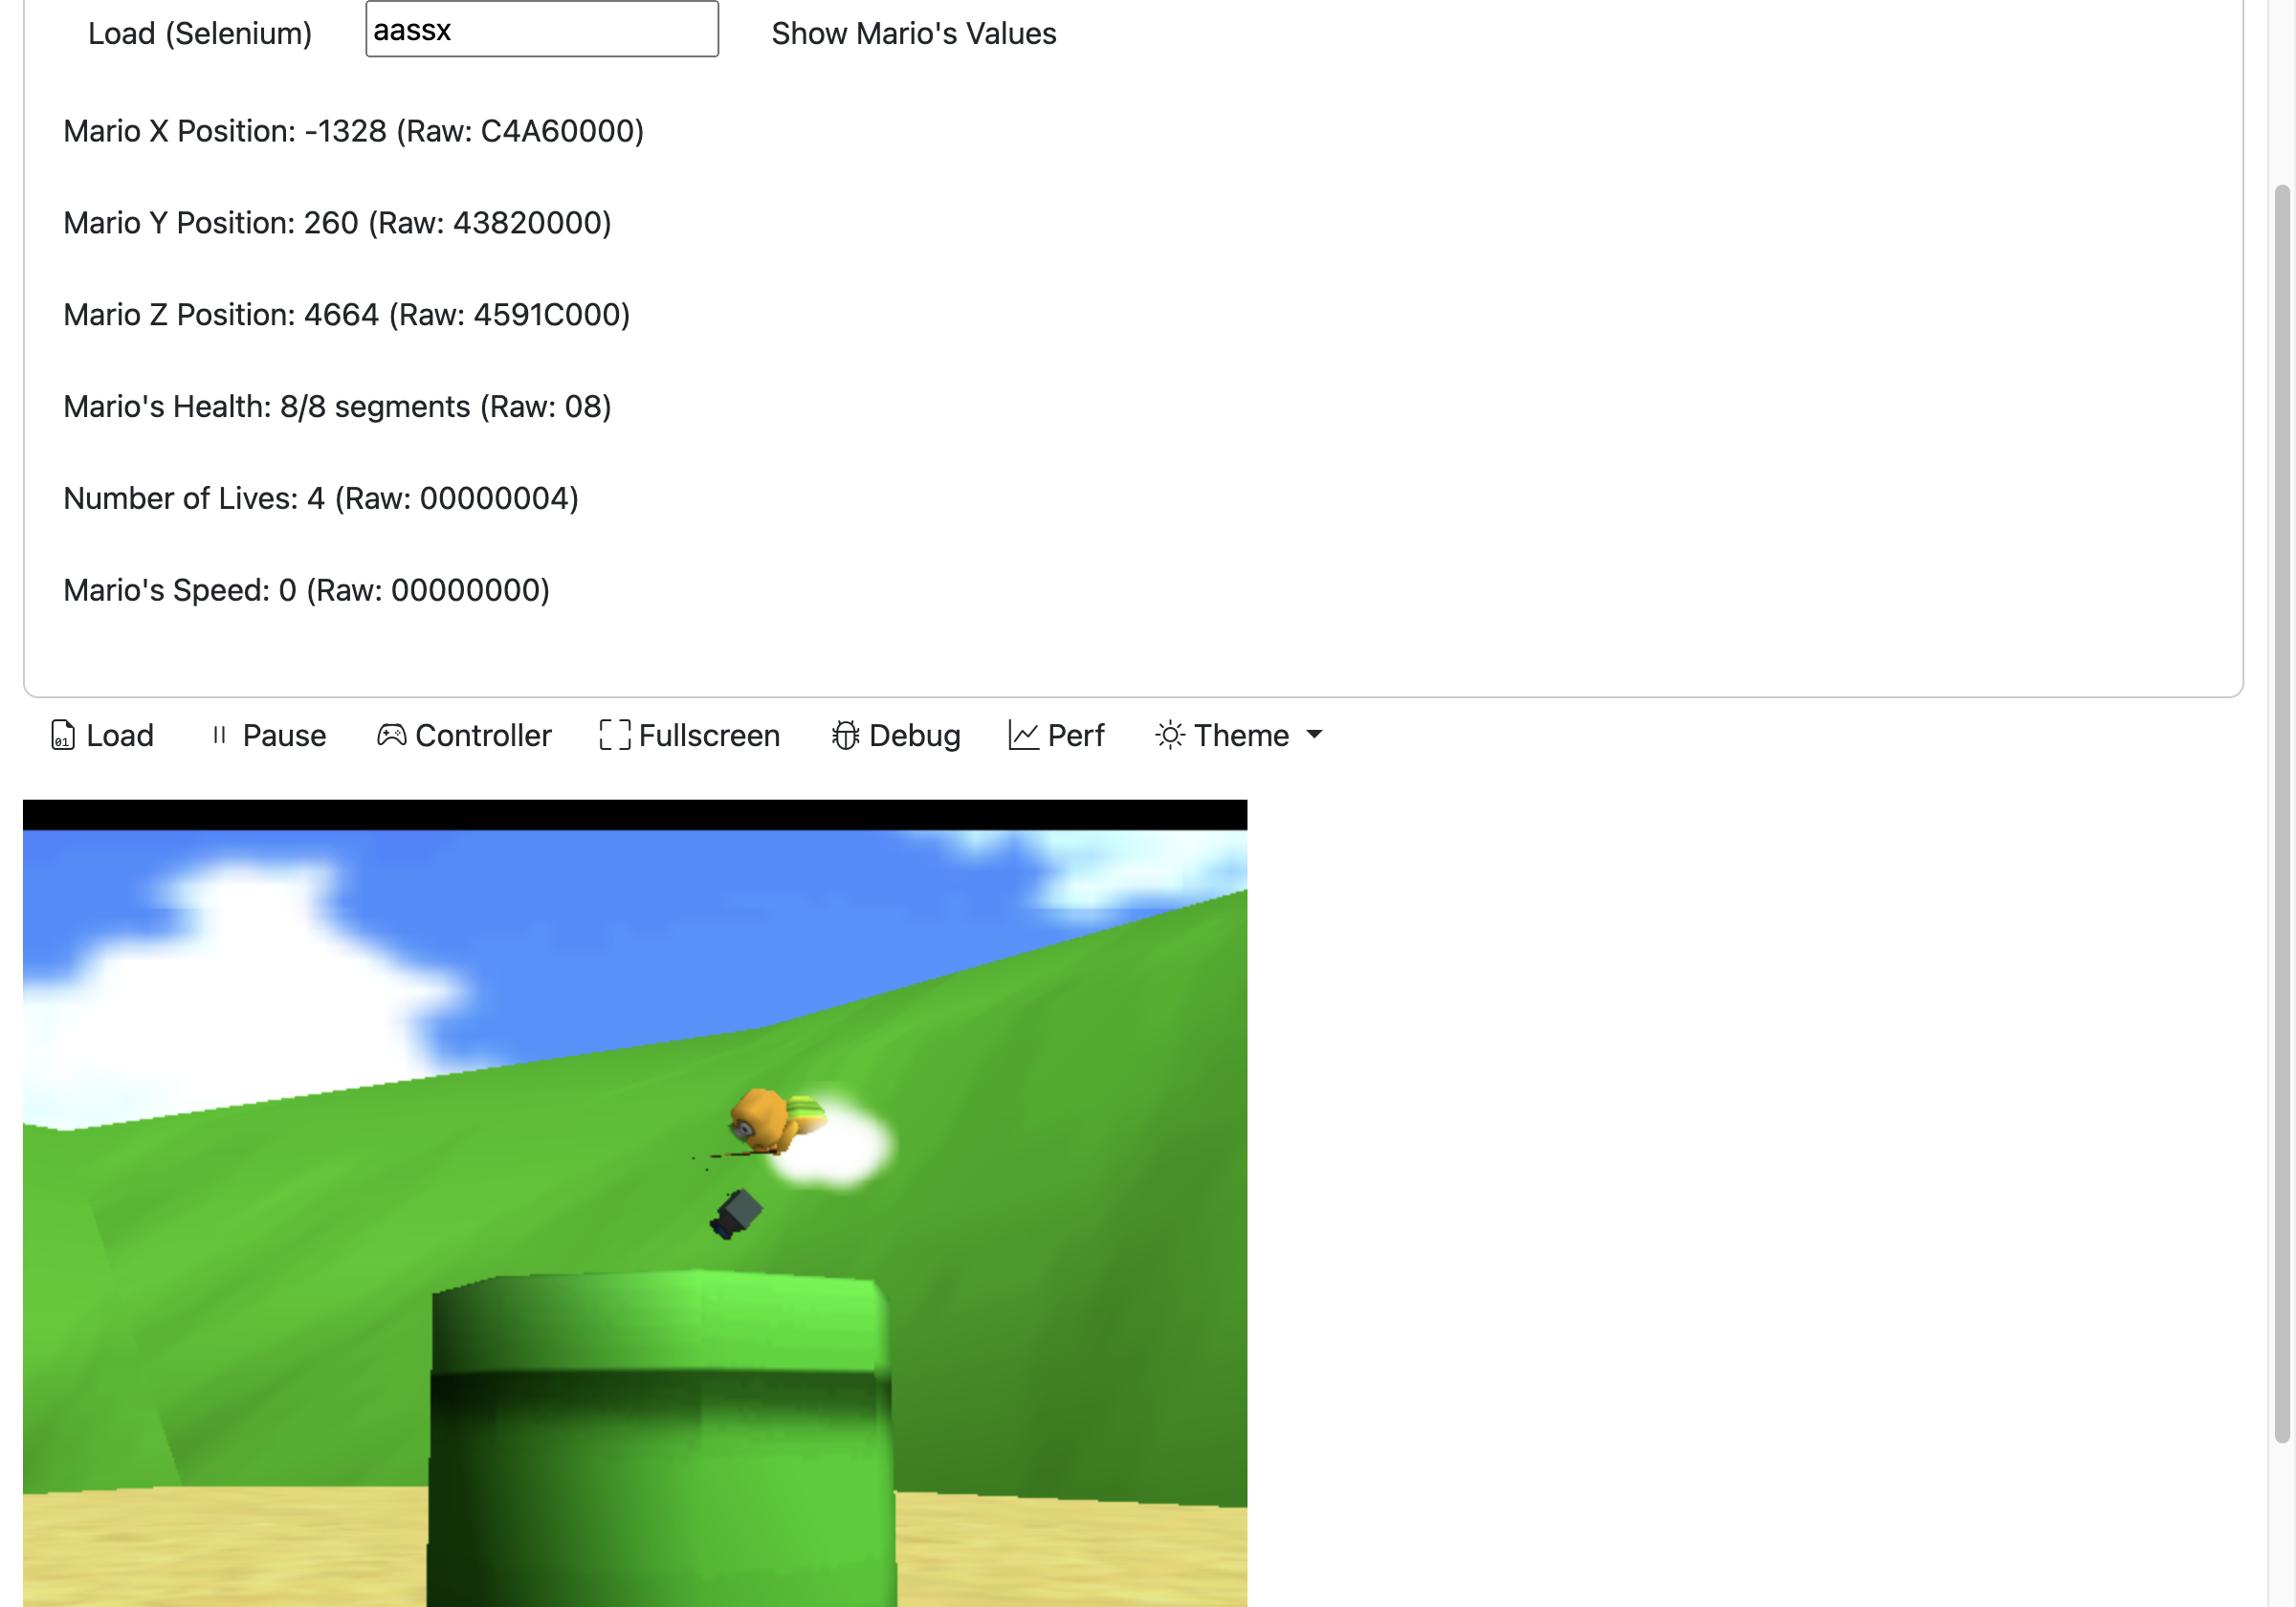 Load (Selenium) aassx Show Mario's Values
Mario X Position: -1328 (Raw: C4A60000)
Mario Y Position: 260 (Raw: 43820000)
Mario Z Position: 4664 (Raw: 4591C000)
Mario's Health: 8/8 segments (Raw: 08)
Number of Lives: 4 (Raw: 00000004)
Mario's Speed: 0 (Raw: 00000000)
01 Load Pause Controller Fullscreen Debug Perf Theme